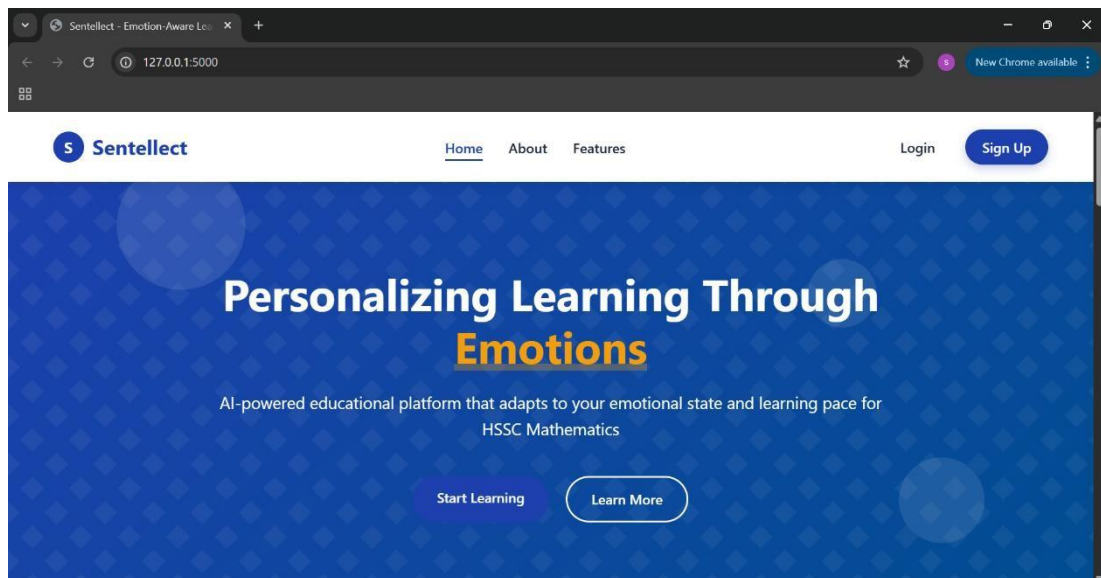 Sentellect - Emotion-Aware Lea
127.0.0.1:5000
S
New Chrome available
S
Sentellect
Home
About
Features
Login
Sign Up
Personalizing Learning Through
Emotions
AI-powered educational platform that adapts to your emotional state and learning pace for
HSSC Mathematics
Start Learning
Learn More